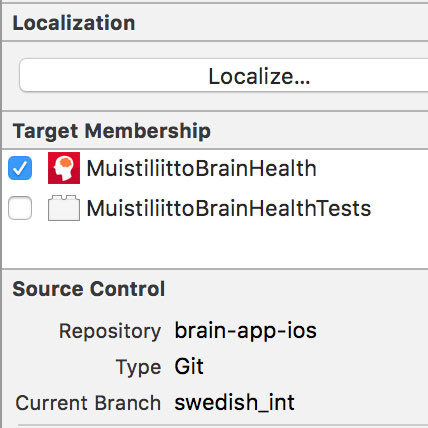 Localization
Localize...
Target Membership
MuistiliittoBrainHealth
MuistiliittoBrainHealthTests
Source Control
Repository brain-app-ios
Type Git
Current Branch swedish_int